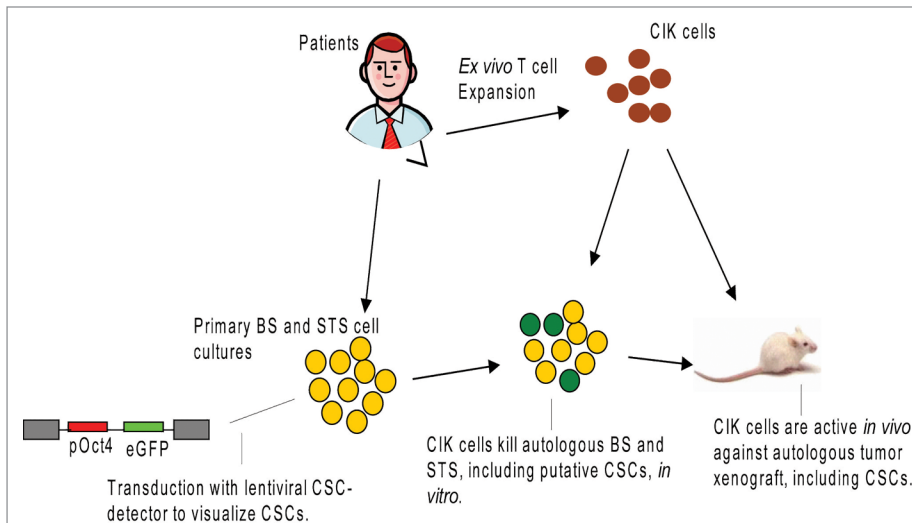 Patients
CIK cells
Ex vivo T cell
Expansion
Primary BS and STS cell
cultures
pOct4
eGFP
Transduction with lentiviral CSC-
detector to visualize CSCs.
CIK cells kill autologous BS and
STS, including putative CSCs, in
vitro.
CIK cells are active in vivo
against autologous tumor
xenograft, including CSCs.